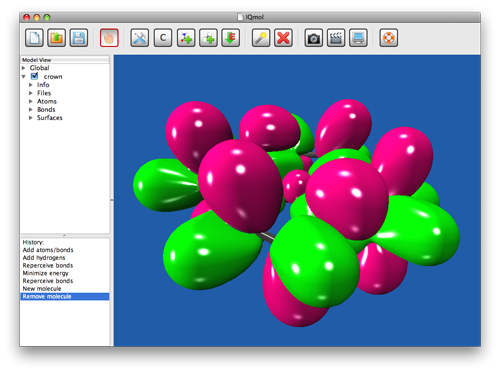 IQmol
C
Model View
Global
crown
Info
Files
Atoms
Bonds
Surfaces
History:
Add atoms/bonds
Add hydrogens
Reperceive bonds
Minimize energy
Reperceive bonds
New molecule
Remove molecule